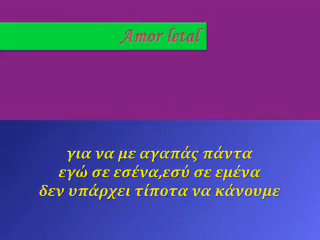 Amor letal
για να με αγαπάς πάντα
εγώ σε εσένα,εσύ σε εμένα
δεν υπάρχει τίποτα να κάνουμε